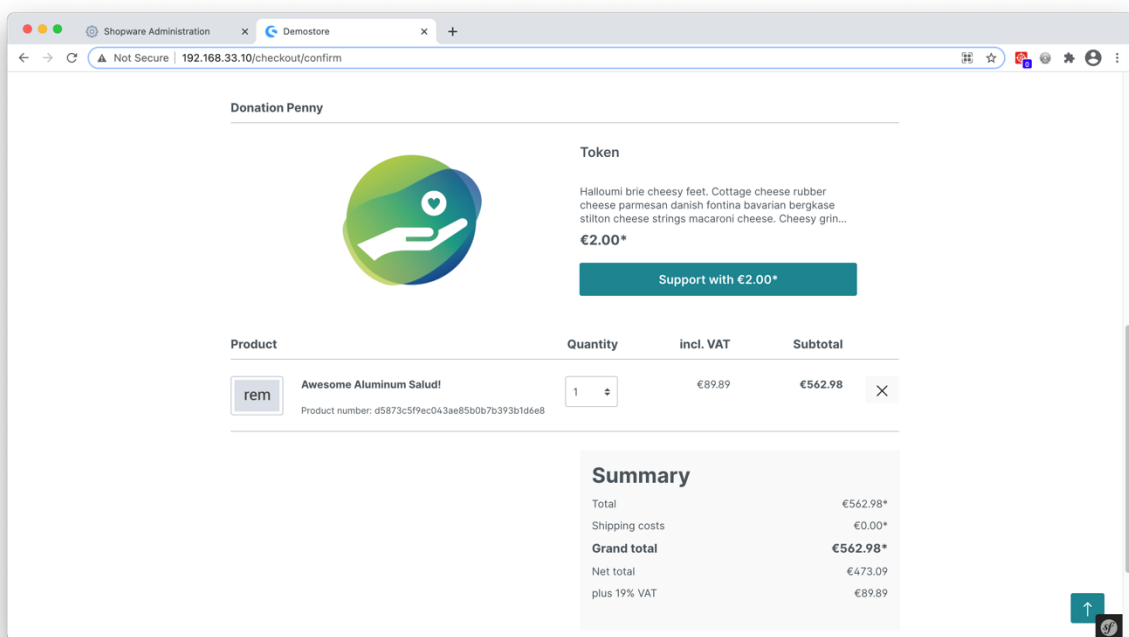 Shopware Administration
Demostore
Not Secure 192.168.33.10/checkout/confirm
0
Donation Penny
Token
Halloumi brie cheesy feet. Cottage cheese rubber
cheese parmesan danish fontina bavarian bergkase
stilton cheese strings macaroni cheese. Cheesy grin...
€2.00*
Support with €2.00*
Product Quantity incl. VAT Subtotal
rem
Awesome Aluminum Salud!
1
€89.89
€562.98
Product number: d5873c5f9ec043ae85b0b7b393b1d6e8
Summary
Total €562.98*
Shipping costs €0.00*
Grand total €562.98*
Net total €473.09
plus 19% VAT €89.89
sf